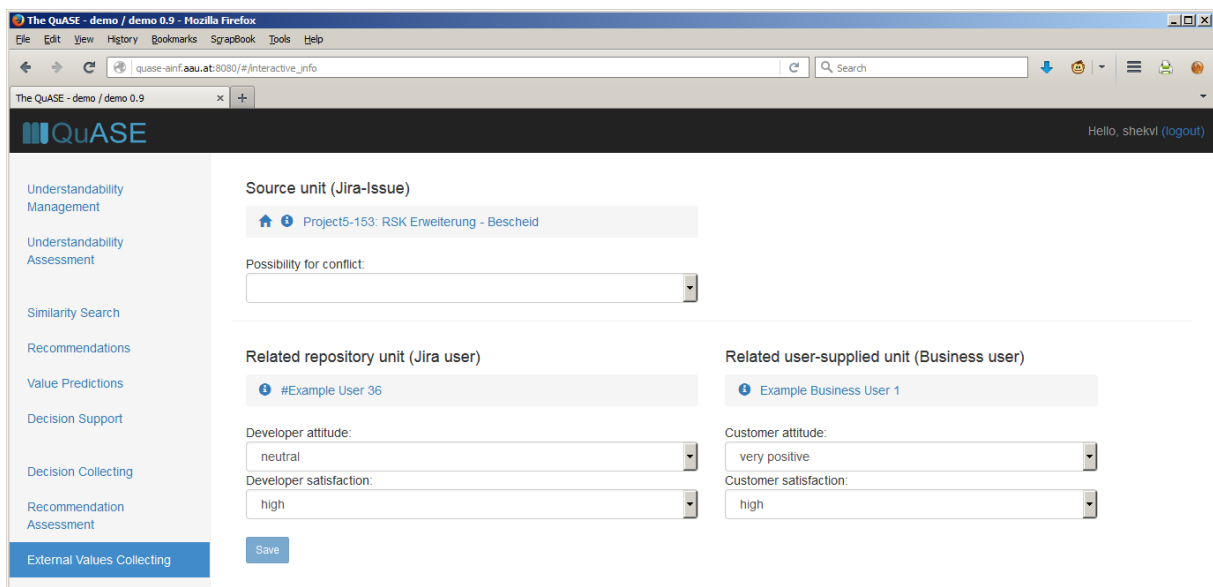 The QuASE - demo / demo 0.9 - Mozilla Firefox
File Edit View History Bookmarks ScrapBook Tools Help
quase-ainf.aau.at:8080/#/interactive_info
Search
The QuASE - demo / demo 0.9
QuASE
Hello, shekvl (logout)
Understandability
Management
Understandability
Assessment
Similarity Search
Recommendations
Value Predictions
Decision Support
Decision Collecting
Recommendation
Assessment
External Values Collecting
Source unit (Jira-Issue)
Project5-153: RSK Erweiterung - Bescheid
Possibility for conflict:
Related repository unit (Jira user)
#Example User 36
Developer attitude:
neutral
Developer satisfaction:
high
Save
Related user-supplied unit (Business user)
Example Business User 1
Customer attitude:
very positive
Customer satisfaction:
high